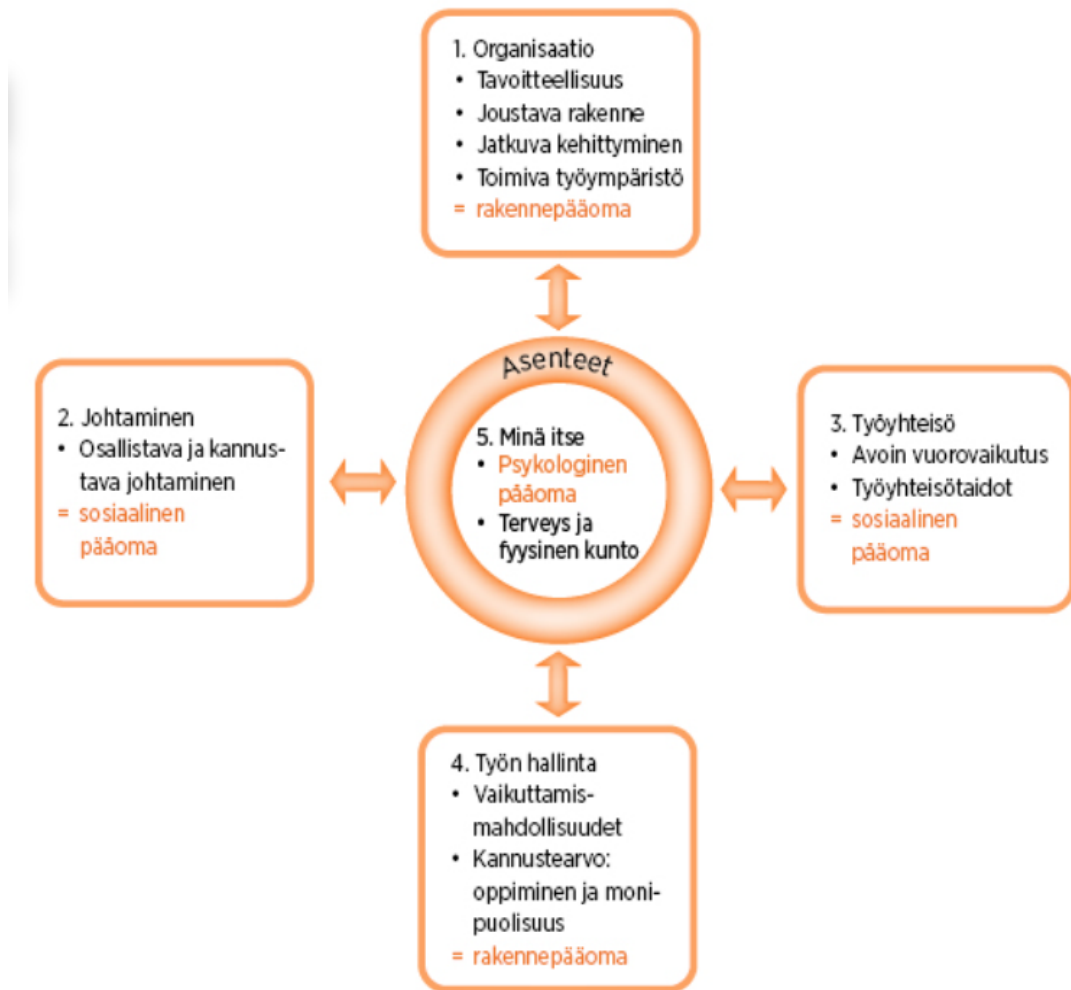 1. Organisaatio
• Tavoitteellisuus
• Joustava rakenne
• Jatkuva kehittyminen
• Toimiva työympäristö
= rakennepääoma
2. Johtaminen
• Osallistava ja kannus-
tava johtaminen
= sosiaalinen
pääoma
Asenteet
5. Minä itse
• Psykologinen
pääoma
• Terveys ja
fyysinen kunto
3. Työyhteisö
• Avoin vuorovaikutus
• Työyhteisötaidot
= sosiaalinen
pääoma
4. Työn hallinta
• Vaikuttamis-
mahdollisuudet
• Kannustearvo:
oppiminen ja moni-
puolisuus
= rakennepääoma